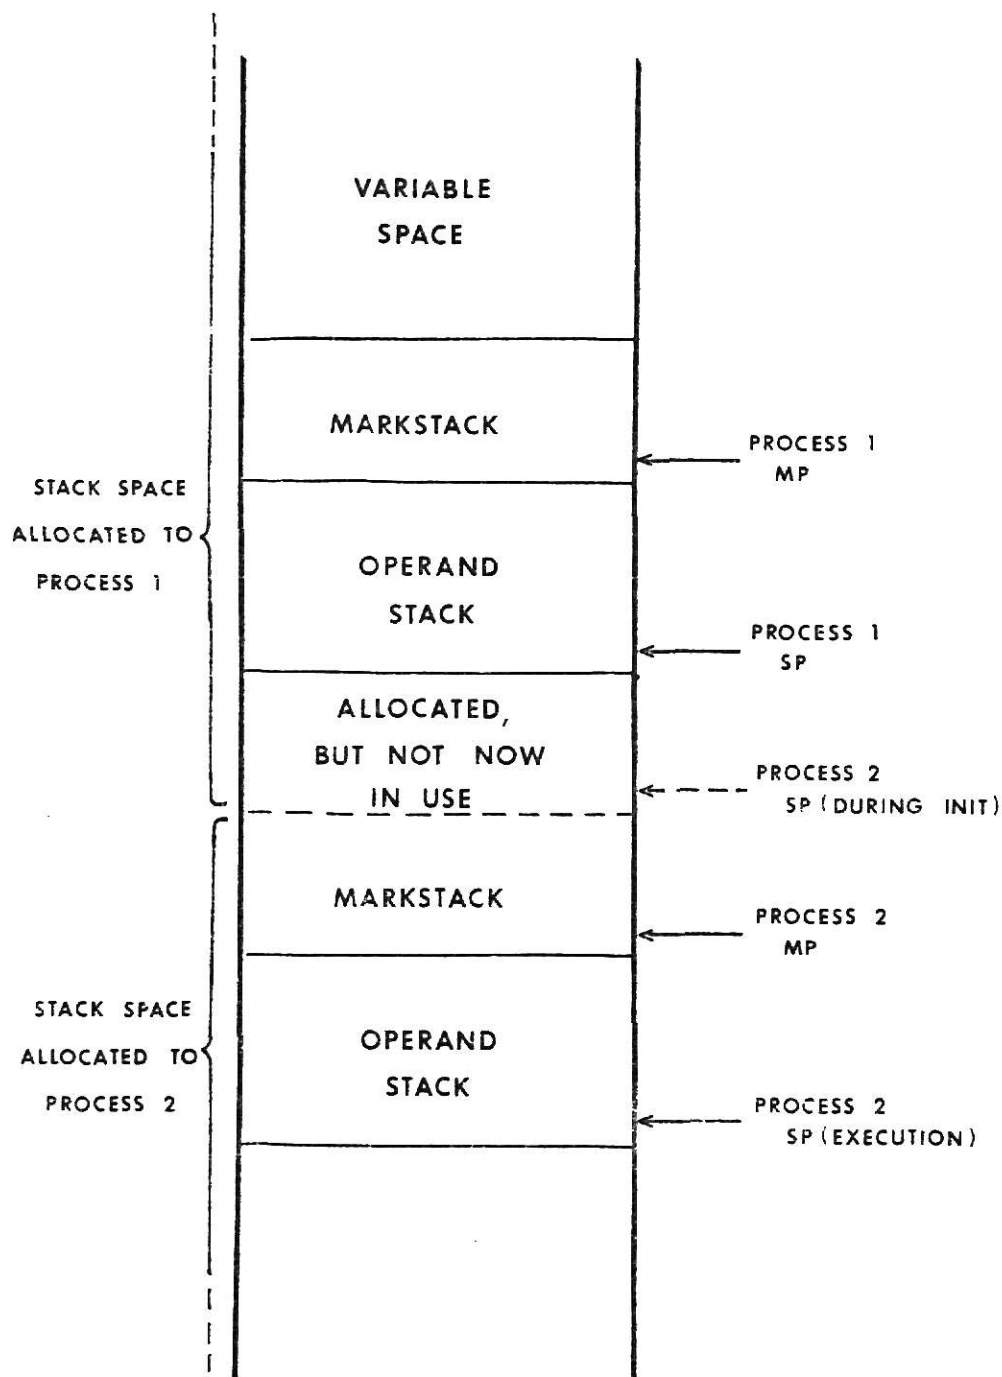 VARIABLE
SPACE
MARKSTACK
PROCESS 1
MP
STACK SPACE
ALLOCATED TO
PROCESS 1
OPERAND
STACK
PROCESS 1
SP
ALLOCATED,
BUT NOT NOW
IN USE
PROCESS 2
SP (DURING INIT)
MARKSTACK
PROCESS 2
MP
STACK SPACE
ALLOCATED TO
PROCESS 2
OPERAND
STACK
PROCESS 2
SP (EXECUTION)